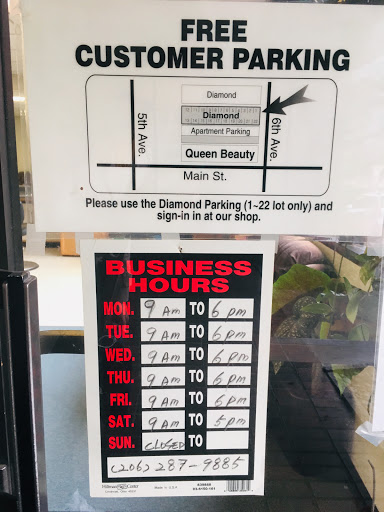 FREE
CUSTOMER PARKING
Diamond
Diamond
Apartment Parking
Queen Beauty
5th Ave.
6th Ave.
Main St.
Please use the Diamond Parking (1~22 lot only) and
sign-in in at our shop.
BUSINESS
HOURS
MON. 9 Am TO 6 pm
TUE. 9 Am TO 6 pm
WED. 9 Am TO 6 pm
THU. 9 Am TO 6 pm
FRI. 9 Am TO 6 pm
SAT. 9 Am TO 5 pm
SUN. CLOSED TO
(206) 287-9885
Made in U.S.A.